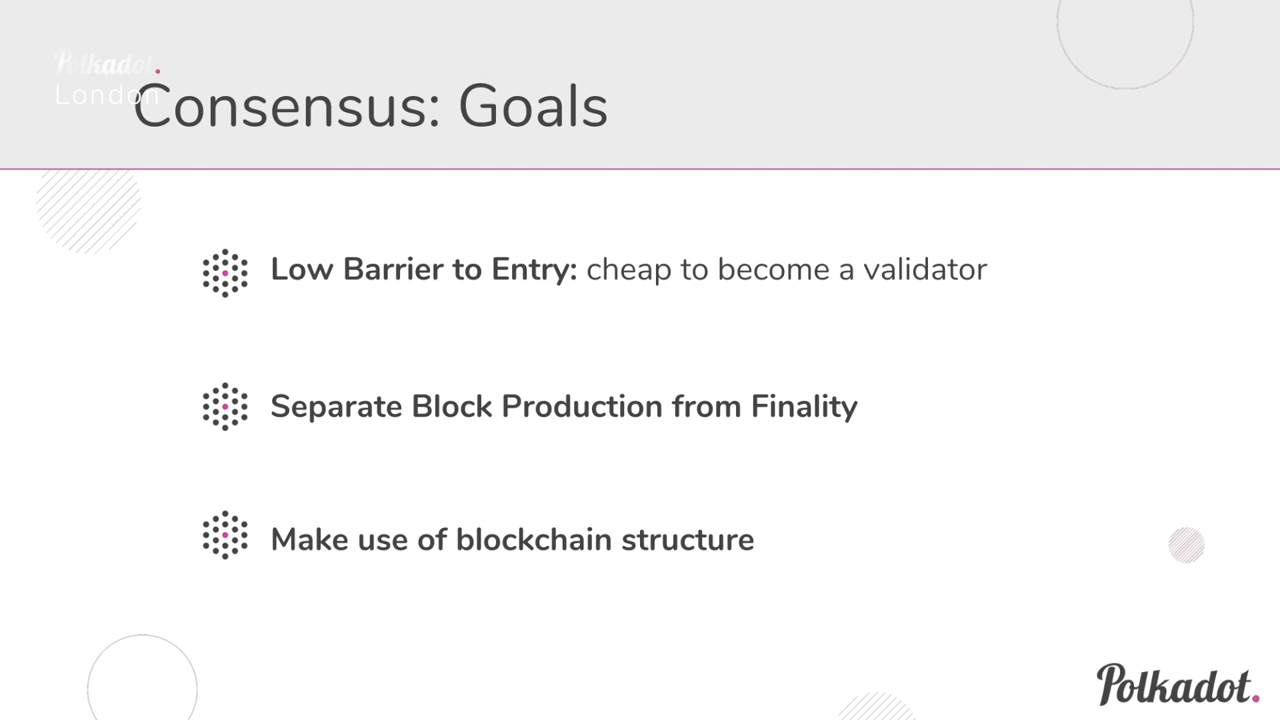 Polkadot.
London
Consensus: Goals
Low Barrier to Entry: cheap to become a validator
Separate Block Production from Finality
Make use of blockchain structure
Polkadot.